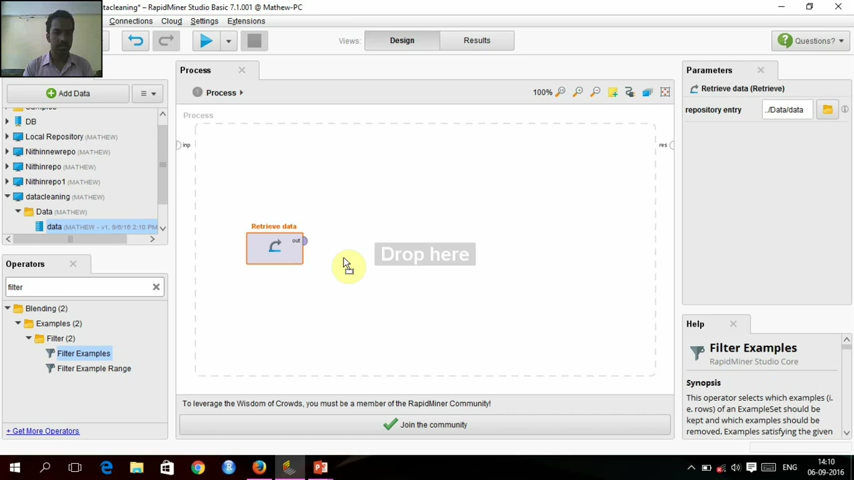 datacleaning* – RapidMiner Studio Basic 7.1.001 @ Mathew-PC
Connections Cloud Settings Extensions
Views: Design Results Questions?
Add Data
DB
Local Repository (MATHEW)
Nithinnewrepo (MATHEW)
Nithinrepo (MATHEW)
Nithinrepo1 (MATHEW)
datacleaning (MATHEW)
Data (MATHEW)
data (MATHEW - v1, 9/6/16 2:10 PM)
Operators
filter
Blending (2)
Examples (2)
Filter (2)
Filter Examples
Filter Example Range
Get More Operators
Process
Process
100%
Process
inp
res
Retrieve data
out
Drop here
To leverage the Wisdom of Crowds, you must be a member of the RapidMiner Community!
Join the community
Parameters
Retrieve data (Retrieve)
repository entry ../Data/data
Help
Filter Examples
RapidMiner Studio Core
Synopsis
This operator selects which examples (i.
e. rows) of an ExampleSet should be
kept and which examples should be
removed. Examples satisfying the given
ENG
14:10
06-09-2016